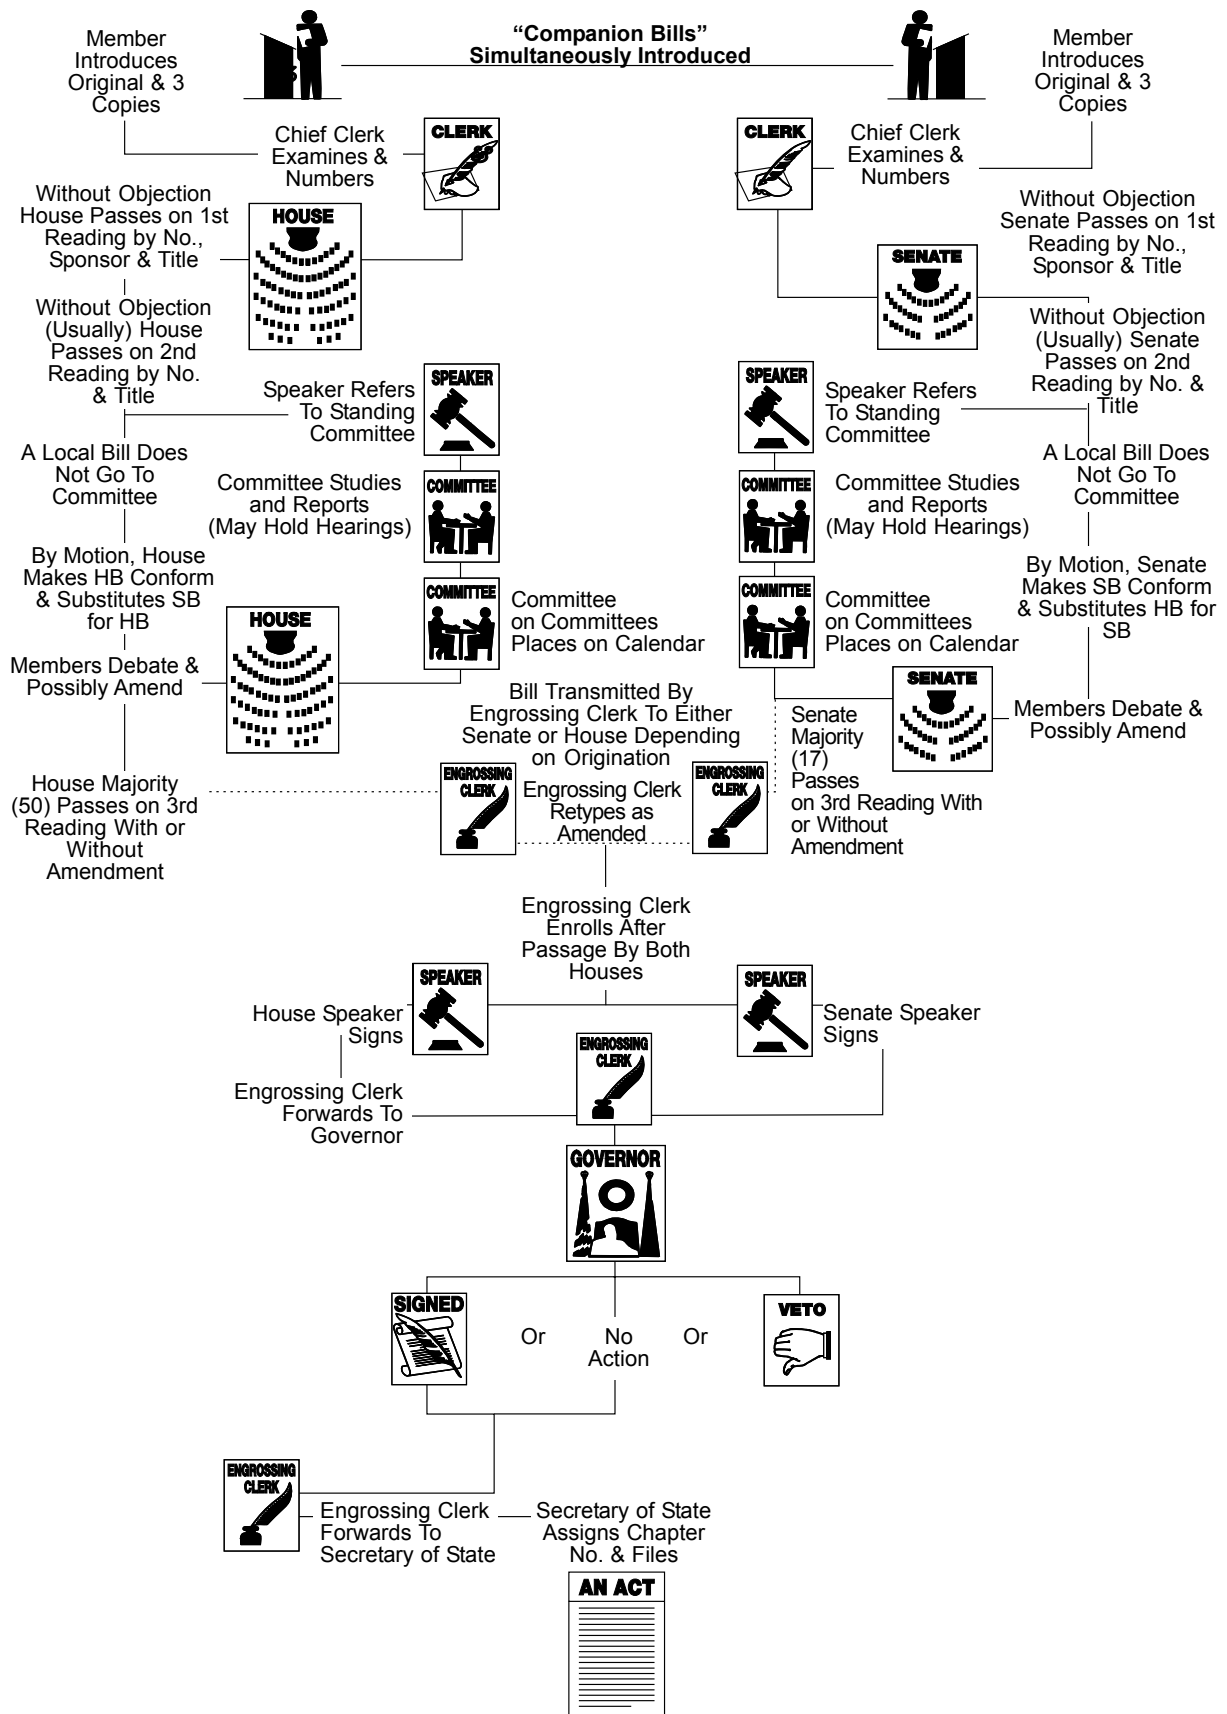 “Companion Bills”
Simultaneously Introduced
Member
Introduces
Original & 3
Copies
Member
Introduces
Original & 3
Copies
Chief Clerk
Examines &
Numbers
CLERK
CLERK
Chief Clerk
Examines &
Numbers
Without Objection
House Passes on 1st
Reading by No.,
Sponsor & Title
HOUSE
Without Objection
Senate Passes on 1st
Reading by No.,
Sponsor & Title
SENATE
Without Objection
(Usually) House
Passes on 2nd
Reading by No.
& Title
Without Objection
(Usually) Senate
Passes on 2nd
Reading by No. &
Title
Speaker Refers
To Standing
Committee
SPEAKER
SPEAKER
Speaker Refers
To Standing
Committee
A Local Bill Does
Not Go To
Committee
A Local Bill Does
Not Go To
Committee
Committee Studies
and Reports
(May Hold Hearings)
COMMITTEE
COMMITTEE
Committee Studies
and Reports
(May Hold Hearings)
By Motion, House
Makes HB Conform
& Substitutes SB
for HB
By Motion, Senate
Makes SB Conform
& Substitutes HB for
SB
COMMITTEE
Committee
on Committees
Places on Calendar
COMMITTEE
Committee
on Committees
Places on Calendar
HOUSE
Members Debate &
Possibly Amend
SENATE
Members Debate &
Possibly Amend
Bill Transmitted By
Engrossing Clerk To Either
Senate or House Depending
on Origination
ENGROSSING
CLERK
Engrossing Clerk
Retypes as
Amended
ENGROSSING
CLERK
House Majority
(50) Passes on 3rd
Reading With or
Without
Amendment
Senate
Majority
(17)
Passes
on 3rd Reading With
or Without
Amendment
Engrossing Clerk
Enrolls After
Passage By Both
Houses
House Speaker
Signs
SPEAKER
SPEAKER
Senate Speaker
Signs
ENGROSSING
CLERK
Engrossing Clerk
Forwards To
Governor
GOVERNOR
SIGNED
Or
No
Action
Or
VETO
ENGROSSING
CLERK
Engrossing Clerk
Forwards To
Secretary of State
Secretary of State
Assigns Chapter
No. & Files
AN ACT